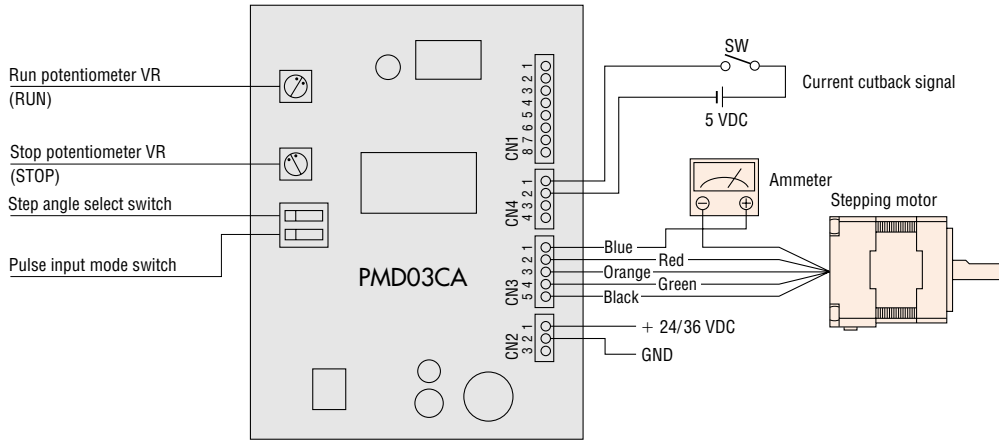 Run potentiometer VR
(RUN)
Stop potentiometer VR
(STOP)
Step angle select switch
Pulse input mode switch
PMD03CA
CN1
1
2
3
4
5
6
7
8
CN4
1
2
3
4
CN3
1
2
3
4
5
CN2
1
2
3
SW
5 VDC
Current cutback signal
Ammeter
− +
Stepping motor
Blue
Red
Orange
Green
Black
+ 24/36 VDC
GND